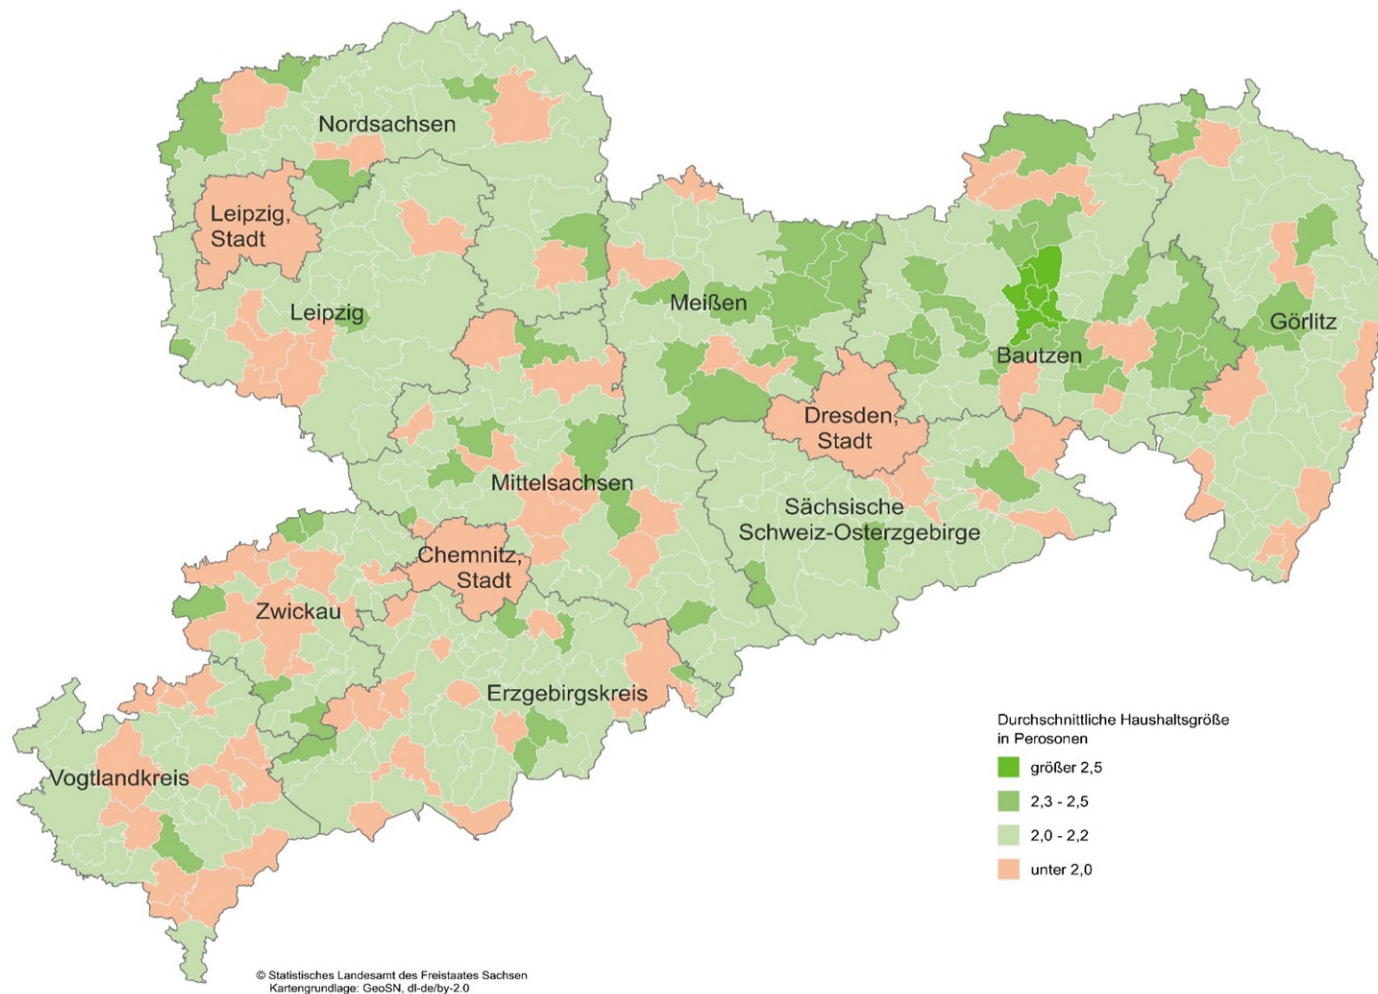 Nordsachsen
Leipzig,
Stadt
Leipzig
Meißen
Görlitz
Bautzen
Dresden,
Stadt
Mittelsachsen
Sächsische
Schweiz-Osterzgebirge
Chemnitz,
Stadt
Zwickau
Erzgebirgskreis
Vogtlandkreis
Durchschnittliche Haushaltsgröße
in Perosonen
größer 2,5
2,3 - 2,5
2,0 - 2,2
unter 2,0
© Statistisches Landesamt des Freistaates Sachsen
Kartengrundlage: GeoSN, dl-de/by-2.0